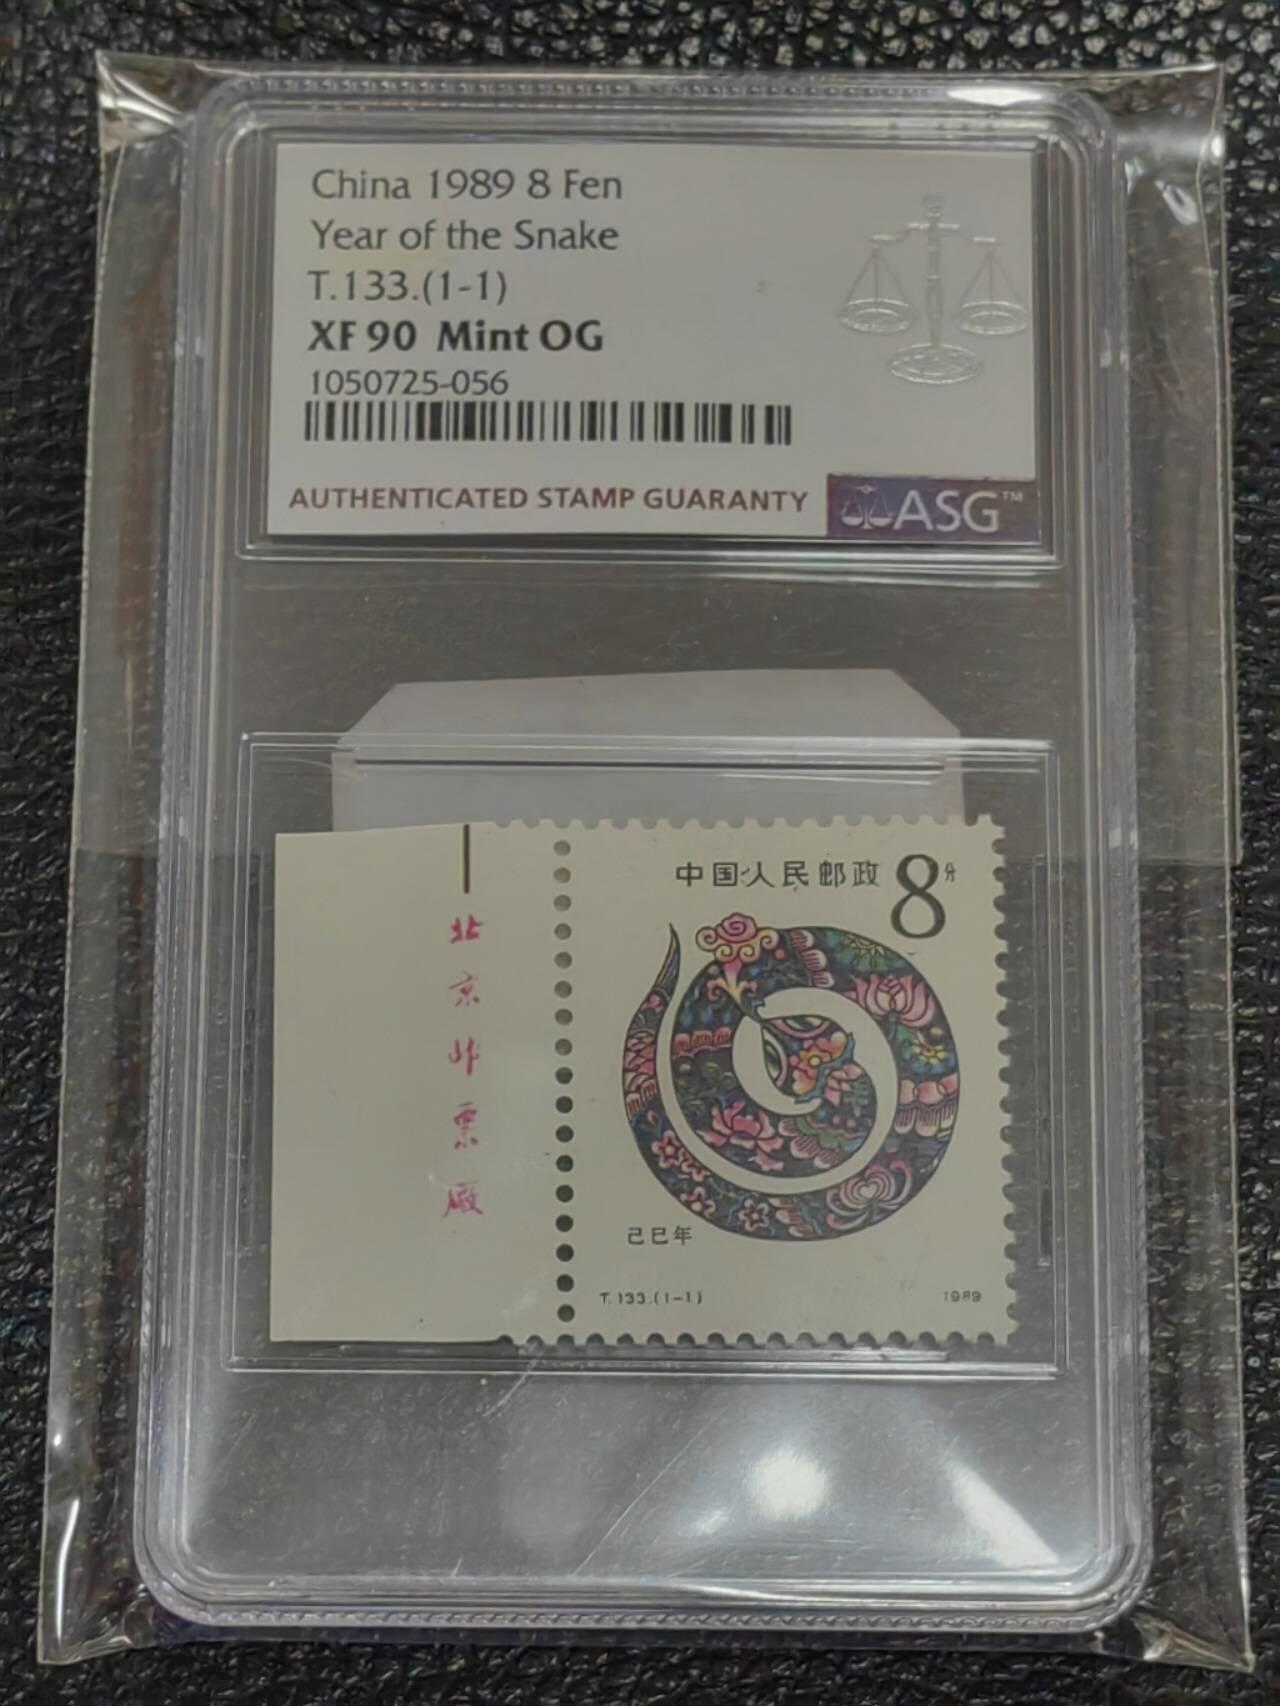 China 1989 8 Fen
Year of the Snake
T.133.(1-1)
XF 90 Mint OG
1050725-056
AUTHENTICATED STAMP GUARANTY
ASG™
中国人民邮政 8分
北
京
邮
票
厰
己巳年
T.133.(1-1) 1989